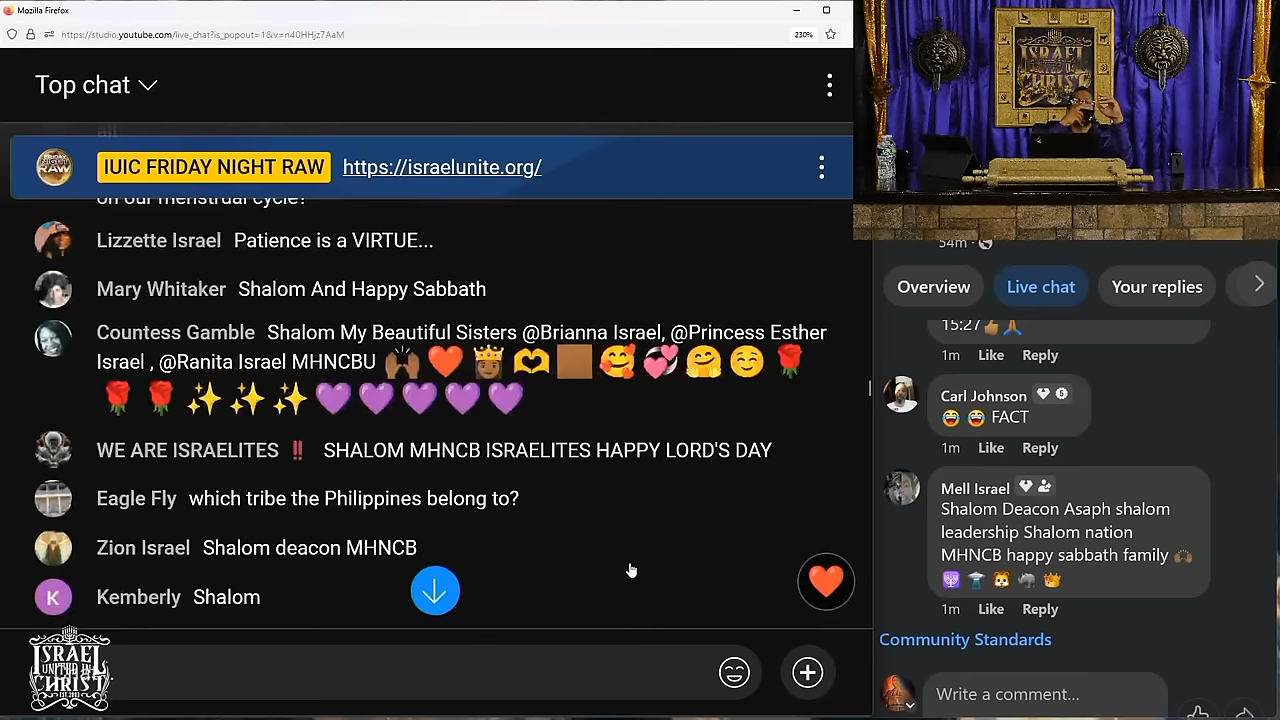 Mozilla Firefox
https://studio.youtube.com/live_chat?is_popout=1&v=n40HHjz7AaM
230%
Top chat
IUIC FRIDAY NIGHT RAW https://israelunite.org/
on our menstrual cycle?
Lizzette Israel Patience is a VIRTUE...
Mary Whitaker Shalom And Happy Sabbath
Countess Gamble Shalom My Beautiful Sisters @Brianna Israel, @Princess Esther
Israel , @Ranita Israel MHNCBU 🙌🏾 ❤️ 👸🏾 🫶 🏾 🥰 💞 🤗 ☺️ 🌹
🌹 🌹 ✨ ✨ ✨ 💜 💜 💜 💜 💜
WE ARE ISRAELITES ‼️ SHALOM MHNCB ISRAELITES HAPPY LORD'S DAY
Eagle Fly which tribe the Philippines belong to?
Zion Israel Shalom deacon MHNCB
K
Kemberly Shalom
ISRAEL
UNITED IN
CHRIST
EST. 2003
ISRAEL
UNITED IN
CHRIST
54m
Overview
Live chat
Your replies
15:27👍🏾🙏🏾
1m Like Reply
Carl Johnson
😂 😂 FACT
1m Like Reply
Mell Israel
Shalom Deacon Asaph shalom
leadership Shalom nation
MHNCB happy sabbath family 🙌🏾
🕎 🦁 🦏 👑
1m Like Reply
Community Standards
Write a comment...